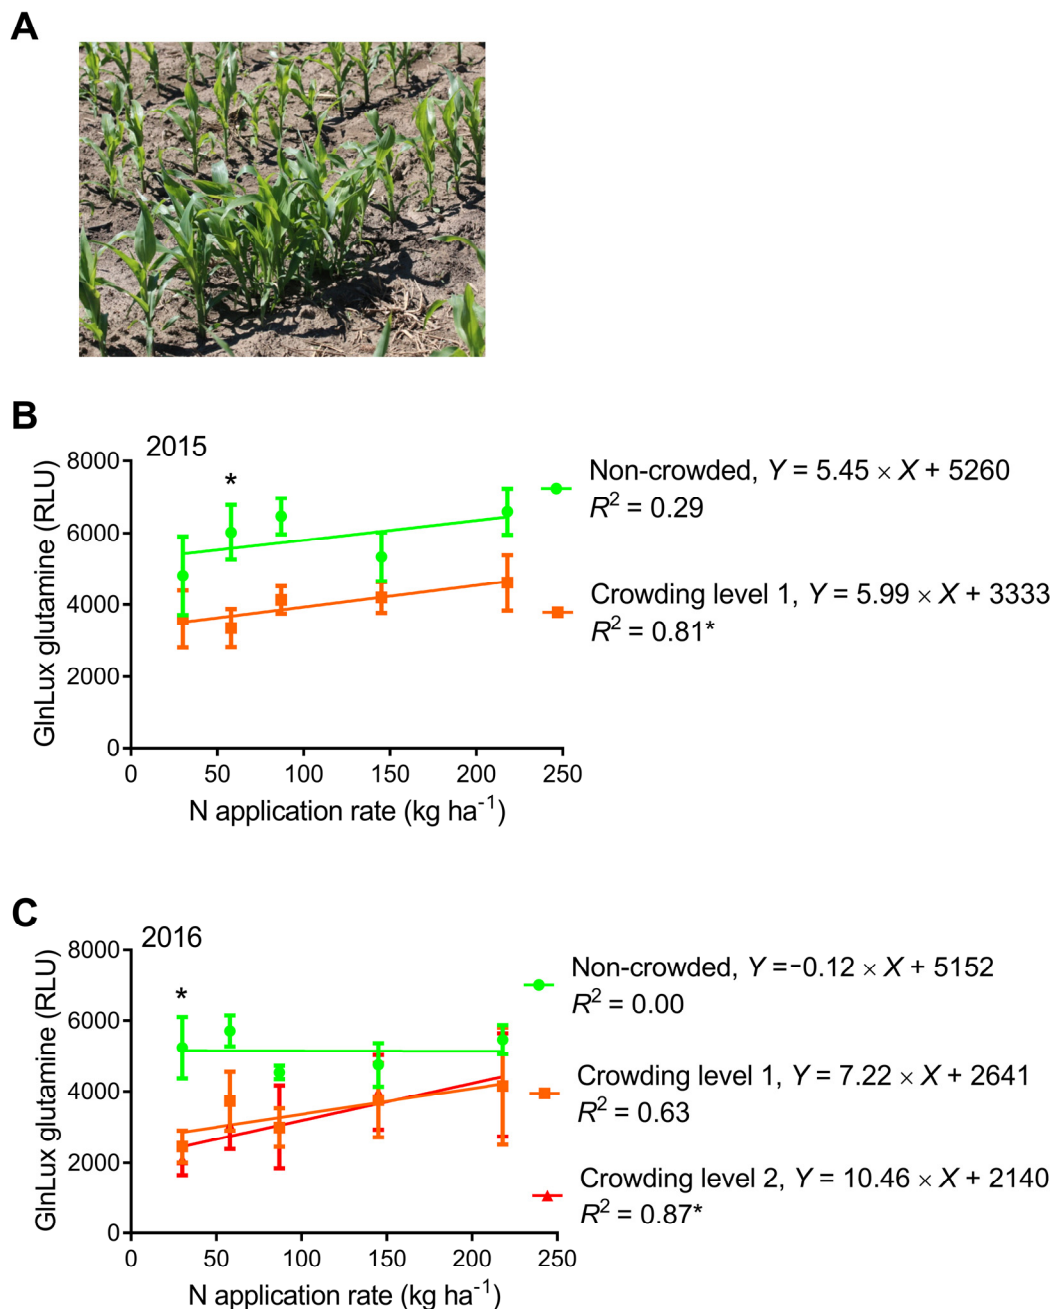 A
B
2015
8000
6000
4000
2000
0
*
GlnLux glutamine (RLU)
0 50 100 150 200 250
N application rate (kg ha⁻¹)
Non-crowded, Y = 5.45 × X + 5260
R² = 0.29
Crowding level 1, Y = 5.99 × X + 3333
R² = 0.81*
C
2016
8000
6000
4000
2000
0
*
GlnLux glutamine (RLU)
0 50 100 150 200 250
N application rate (kg ha⁻¹)
Non-crowded, Y =−0.12 × X + 5152
R² = 0.00
Crowding level 1, Y = 7.22 × X + 2641
R² = 0.63
Crowding level 2, Y = 10.46 × X + 2140
R² = 0.87*